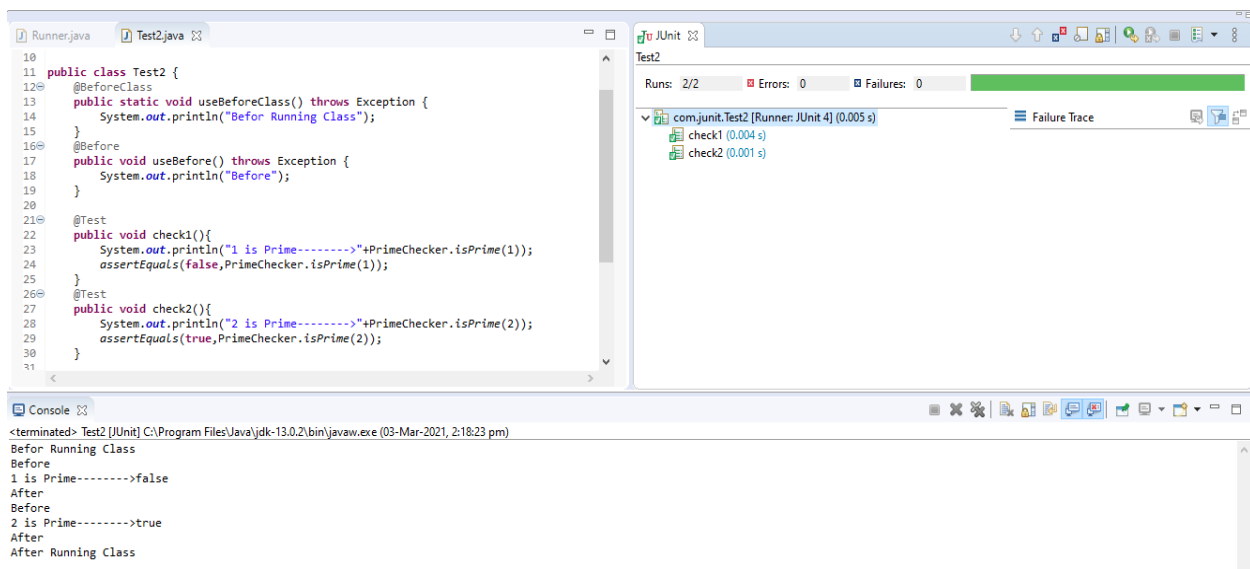 Runner.java Test2.java
10
11 public class Test2 {
12 @BeforeClass
13 public static void useBeforeClass() throws Exception {
14 System.out.println("Befor Running Class");
15 }
16 @Before
17 public void useBefore() throws Exception {
18 System.out.println("Before");
19 }
20
21 @Test
22 public void check1(){
23 System.out.println("1 is Prime-------->"+PrimeChecker.isPrime(1));
24 assertEquals(false,PrimeChecker.isPrime(1));
25 }
26 @Test
27 public void check2(){
28 System.out.println("2 is Prime-------->"+PrimeChecker.isPrime(2));
29 assertEquals(true,PrimeChecker.isPrime(2));
30 }
31
JUnit
Test2
Runs: 2/2 Errors: 0 Failures: 0
com.junit.Test2 [Runner: JUnit 4] (0.005 s)
check1 (0.004 s)
check2 (0.001 s)
Failure Trace
Console
<terminated> Test2 [JUnit] C:\Program Files\Java\jdk-13.0.2\bin\javaw.exe (03-Mar-2021, 2:18:23 pm)
Befor Running Class
Before
1 is Prime-------->false
After
Before
2 is Prime-------->true
After
After Running Class